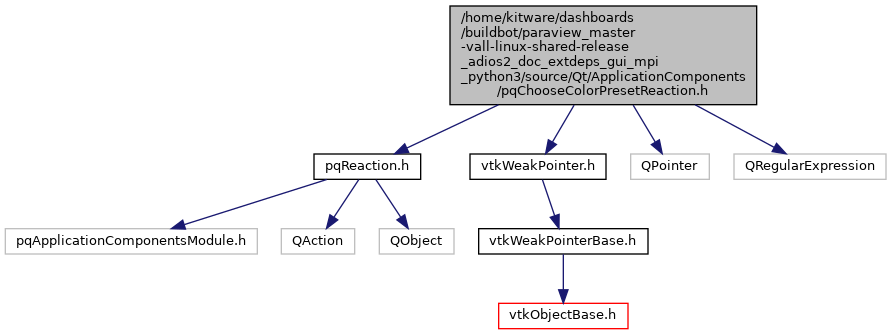 /home/kitware/dashboards
/buildbot/paraview_master
-vall-linux-shared-release
_adios2_doc_extdeps_gui_mpi
_python3/source/Qt/ApplicationComponents
/pqChooseColorPresetReaction.h
pqReaction.h
vtkWeakPointer.h
QPointer
QRegularExpression
pqApplicationComponentsModule.h
QAction
QObject
vtkWeakPointerBase.h
vtkObjectBase.h